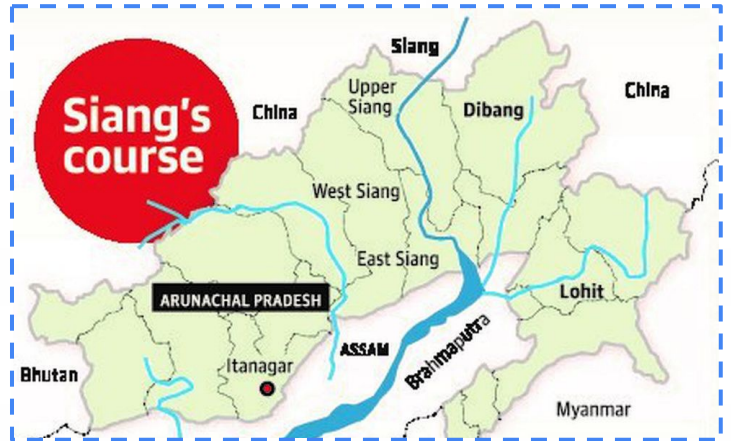 Siang
Siang's
course
China
Upper
Siang
Dibang
China
West Siang
East Siang
ARUNACHAL PRADESH
Lohit
ASSAM
Brahmaputra
Bhutan
Itanagar
Myanmar